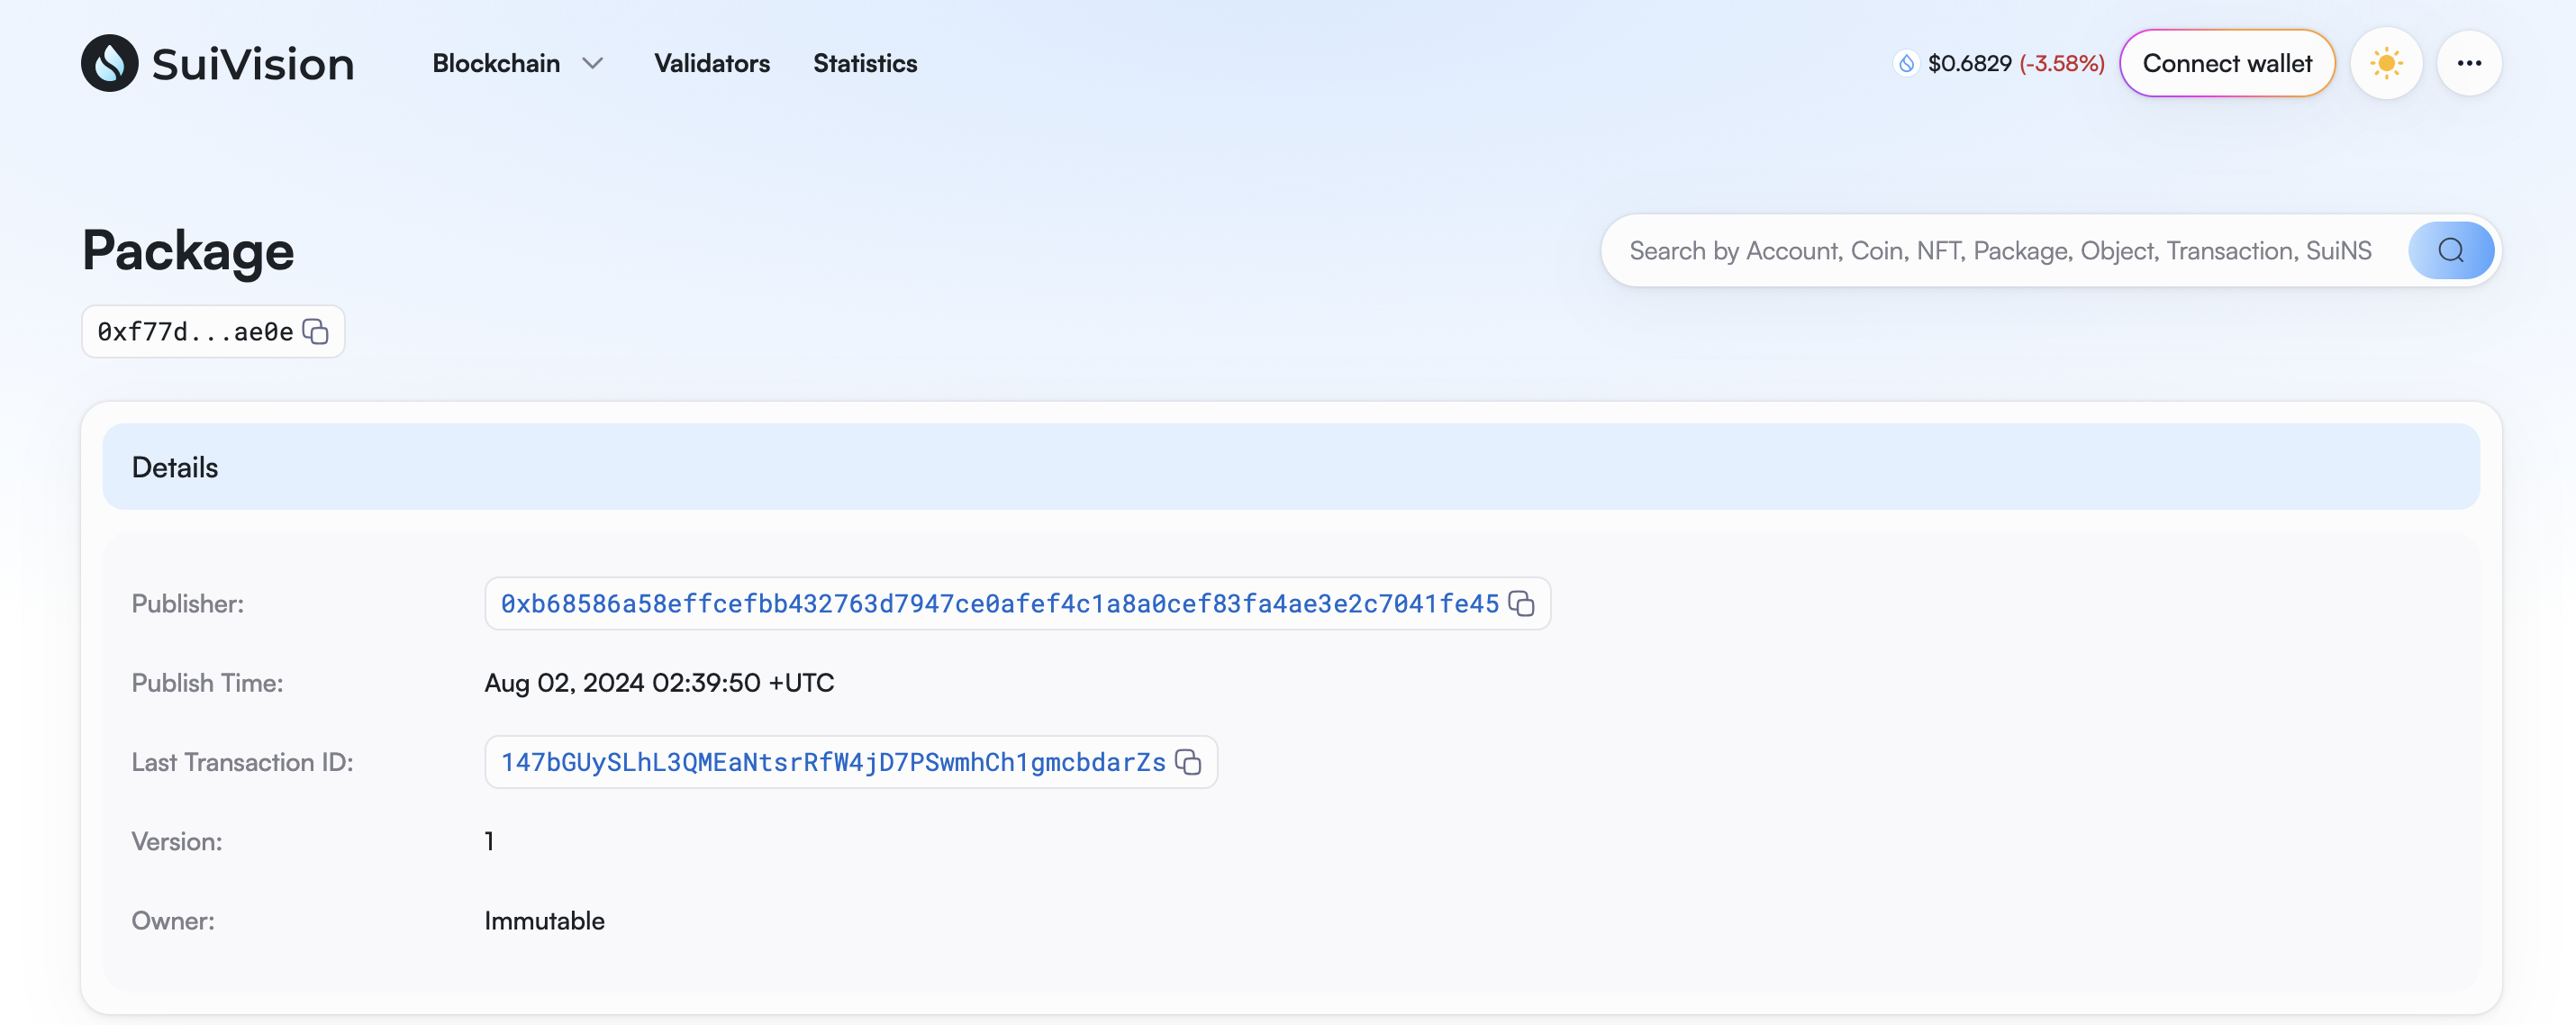 SuiVision Blockchain Validators Statistics $0.6829 (-3.58%) Connect wallet
Package
Search by Account, Coin, NFT, Package, Object, Transaction, SuiNS
0xf77d...ae0e
Details
Publisher: 0xb68586a58effcefbb432763d7947ce0afef4c1a8a0cef83fa4ae3e2c7041fe45
Publish Time: Aug 02, 2024 02:39:50 +UTC
Last Transaction ID: 147bGUySLhL3QMEaNtsrRfW4jD7PSwmhCh1gmcbdarZs
Version: 1
Owner: Immutable